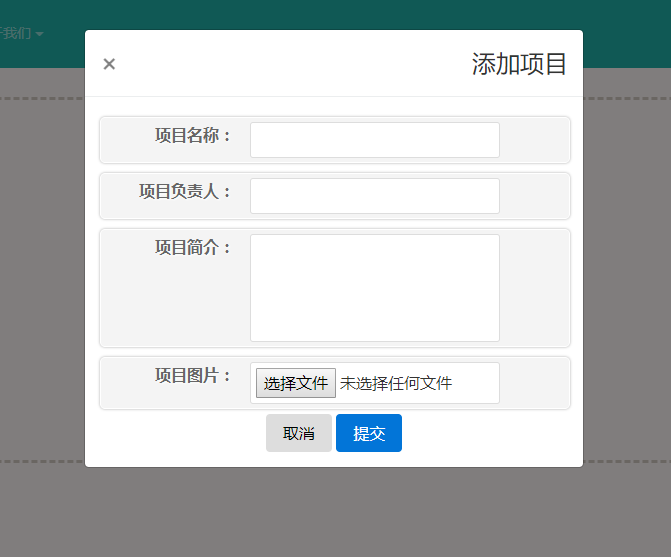 我们
× 添加项目
项目名称：
项目负责人：
项目简介：
项目图片： 选择文件 未选择任何文件
取消 提交